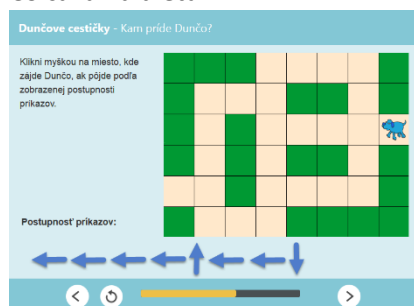 Dunčove cestičky - Kam príde Dunčo?
Klikni myškou na miesto, kde
zájde Dunčo, ak pôjde podľa
zobrazenej postupnosti
príkazov.
Postupnosť príkazov: